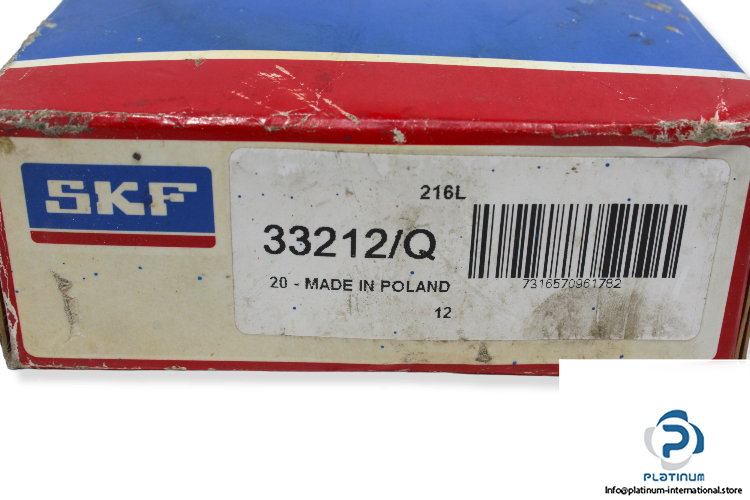 SKF
216L
33212/Q
7316570961782
20 - MADE IN POLAND
12
PLATINUM
Info@platinum-international.store